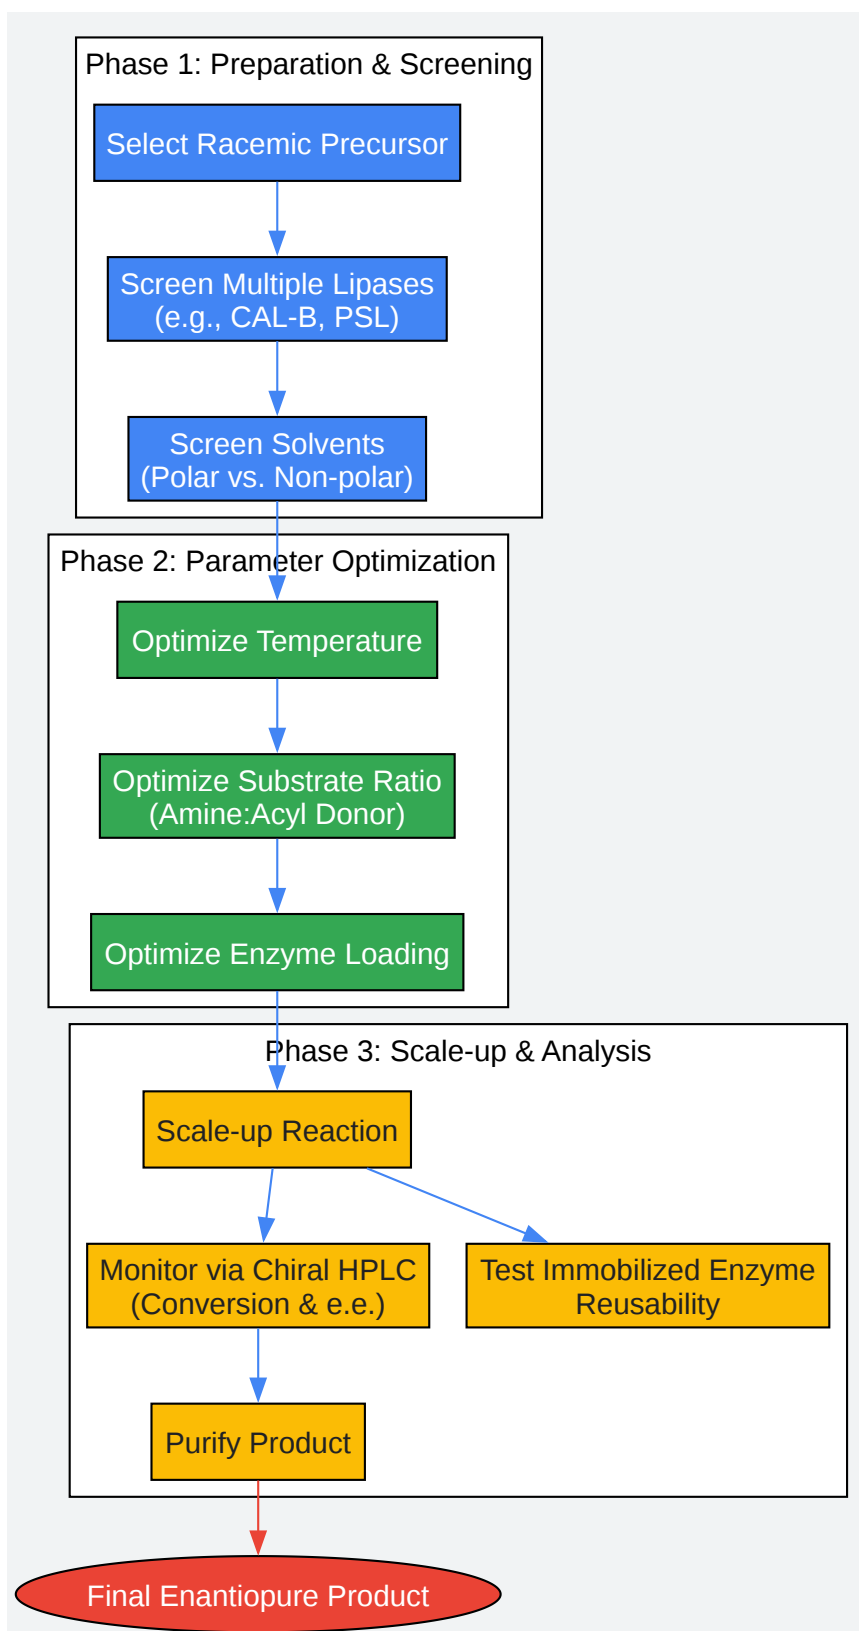 Phase 1: Preparation & Screening
Select Racemic Precursor
Screen Multiple Lipases
(e.g., CAL-B, PSL)
Screen Solvents
(Polar vs. Non-polar)
Phase 2: Parameter Optimization
Optimize Temperature
Optimize Substrate Ratio
(Amine:Acyl Donor)
Optimize Enzyme Loading
Phase 3: Scale-up & Analysis
Scale-up Reaction
Monitor via Chiral HPLC
(Conversion & e.e.)
Test Immobilized Enzyme
Reusability
Purify Product
Final Enantiopure Product